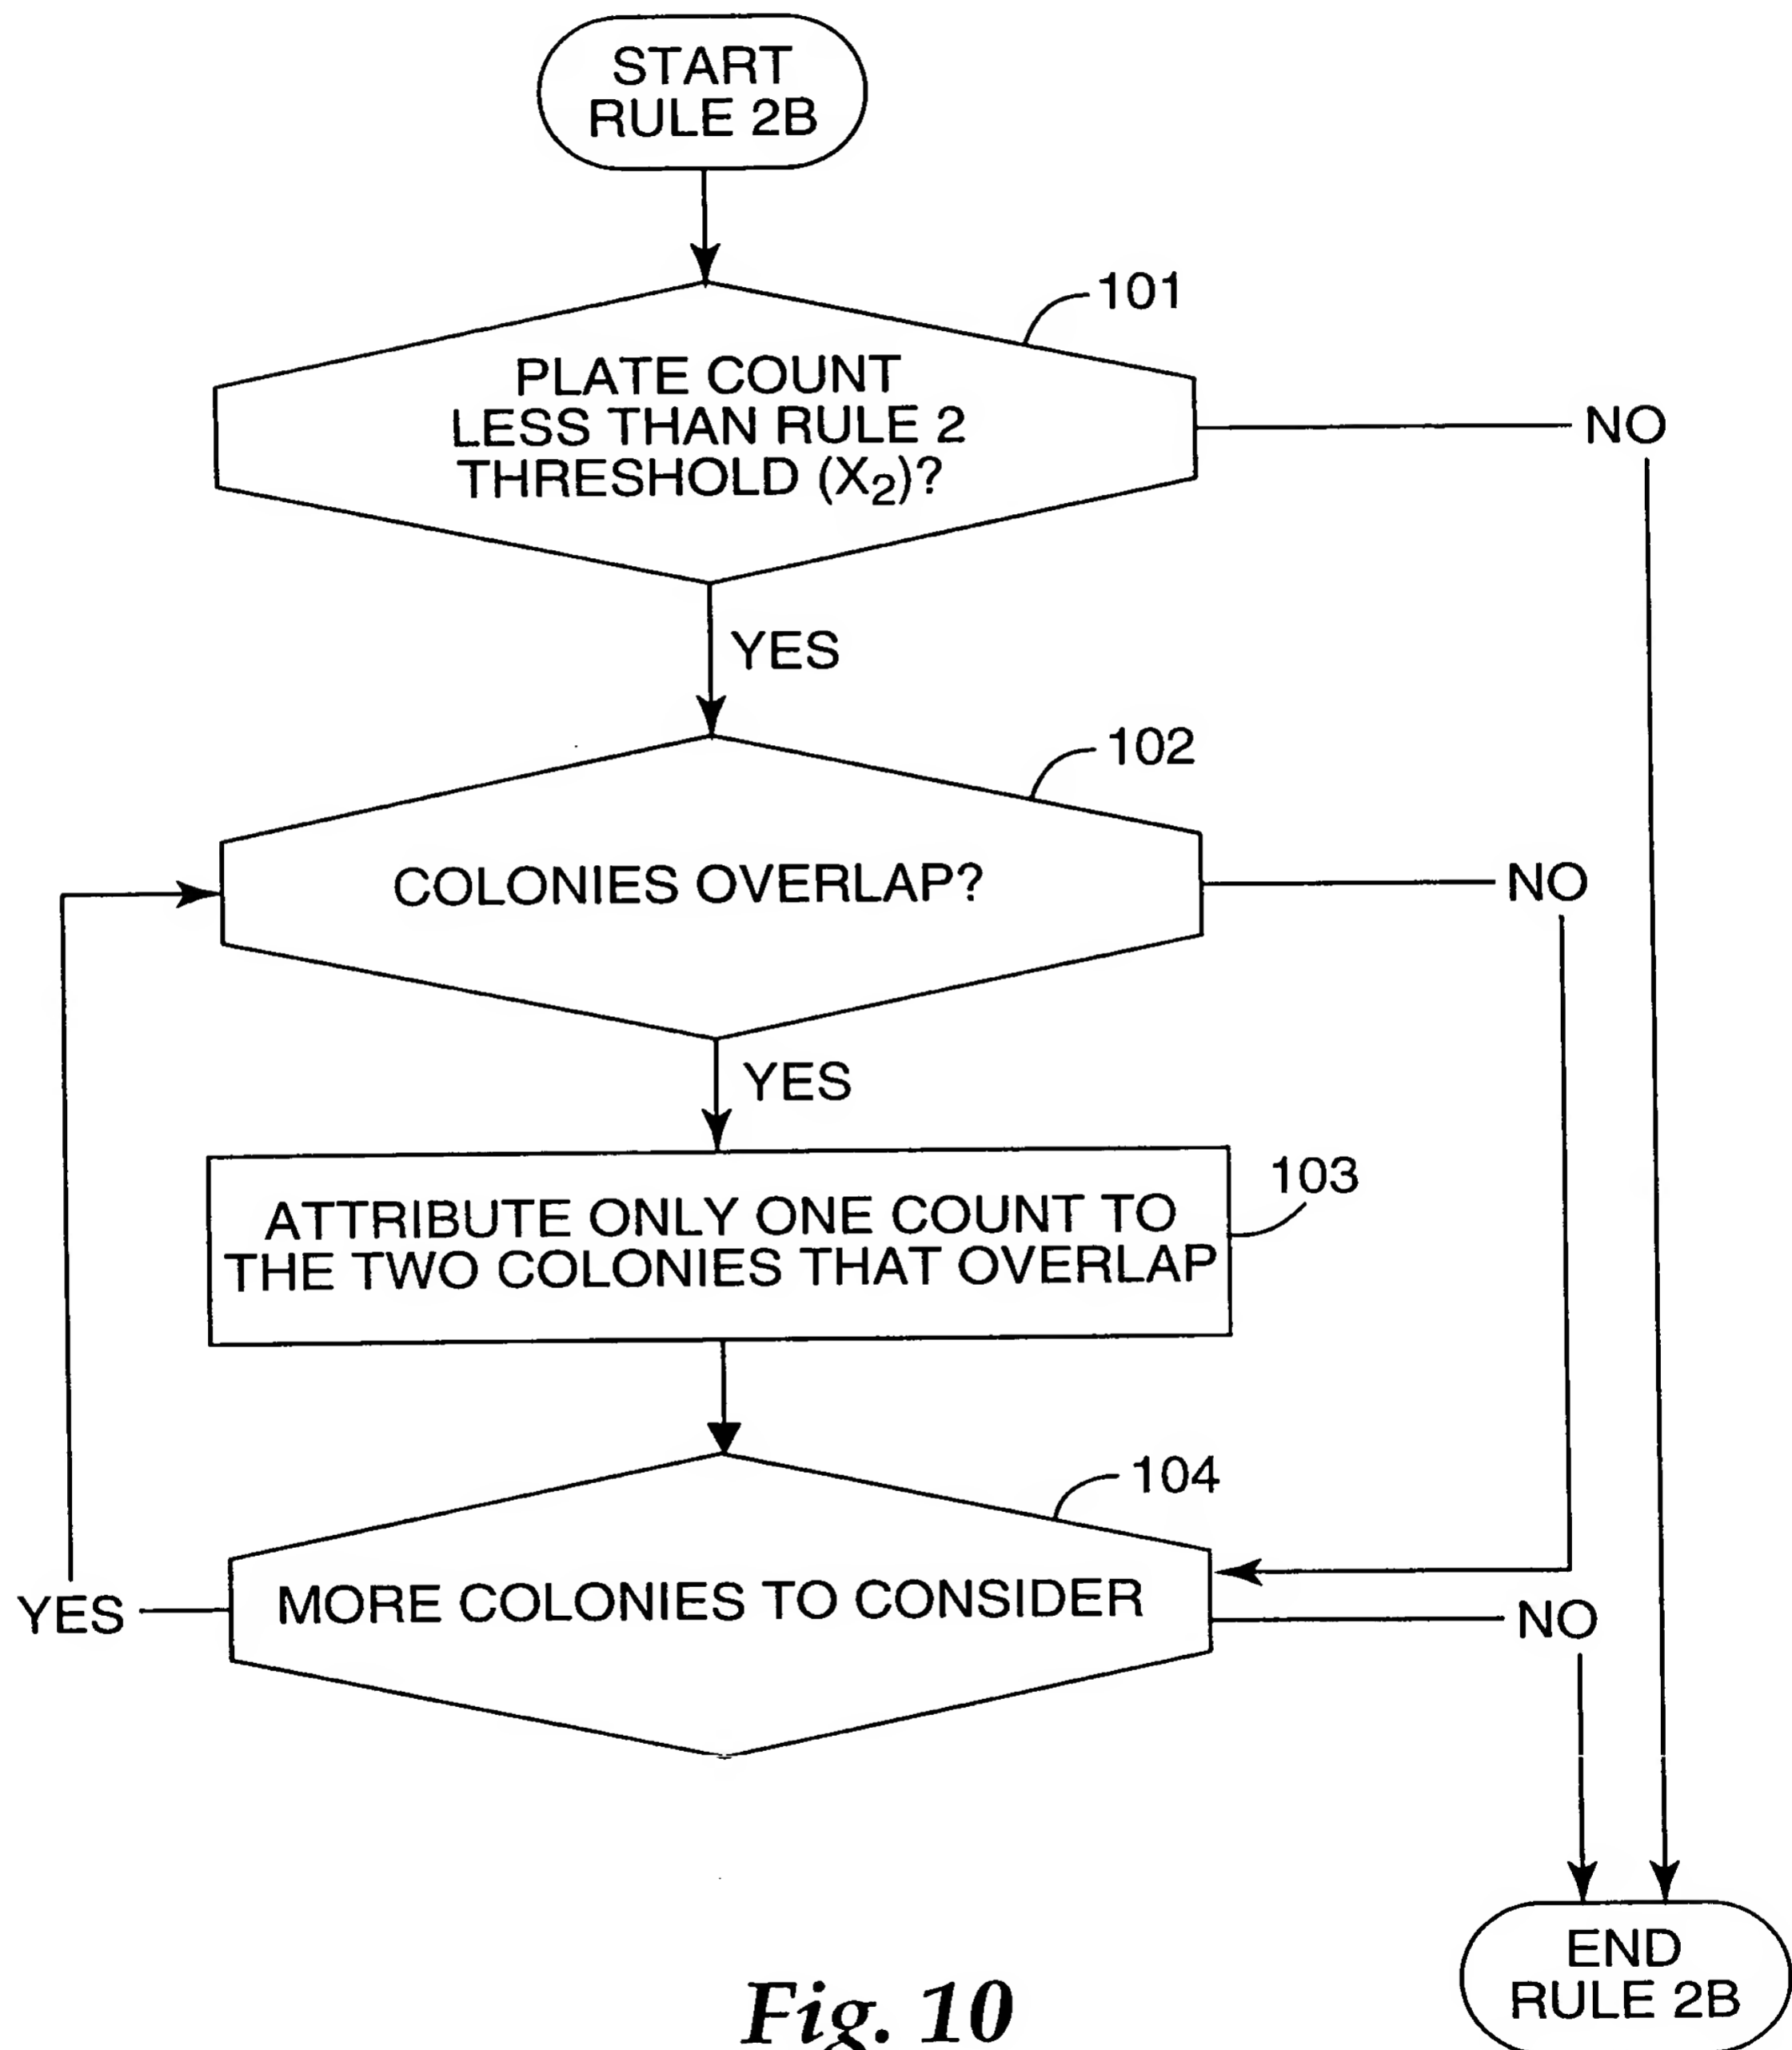 START
RULE 2B
101
PLATE COUNT
LESS THAN RULE 2
THRESHOLD (X₂)?
NO
YES
102
COLONIES OVERLAP?
NO
YES
103
ATTRIBUTE ONLY ONE COUNT TO
THE TWO COLONIES THAT OVERLAP
104
MORE COLONIES TO CONSIDER
YES
NO
END
RULE 2B
Fig. 10